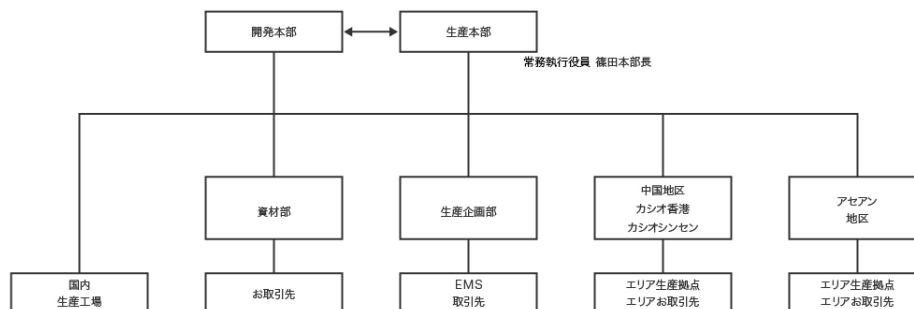 開発本部
生産本部
常務執行役員 篠田本部長
資材部
生産企画部
中国地区
カシオ香港
カシオシンセン
アセアン
地区
国内
生産工場
お取引先
EMS
取引先
エリア生産拠点
エリアお取引先
エリア生産拠点
エリアお取引先